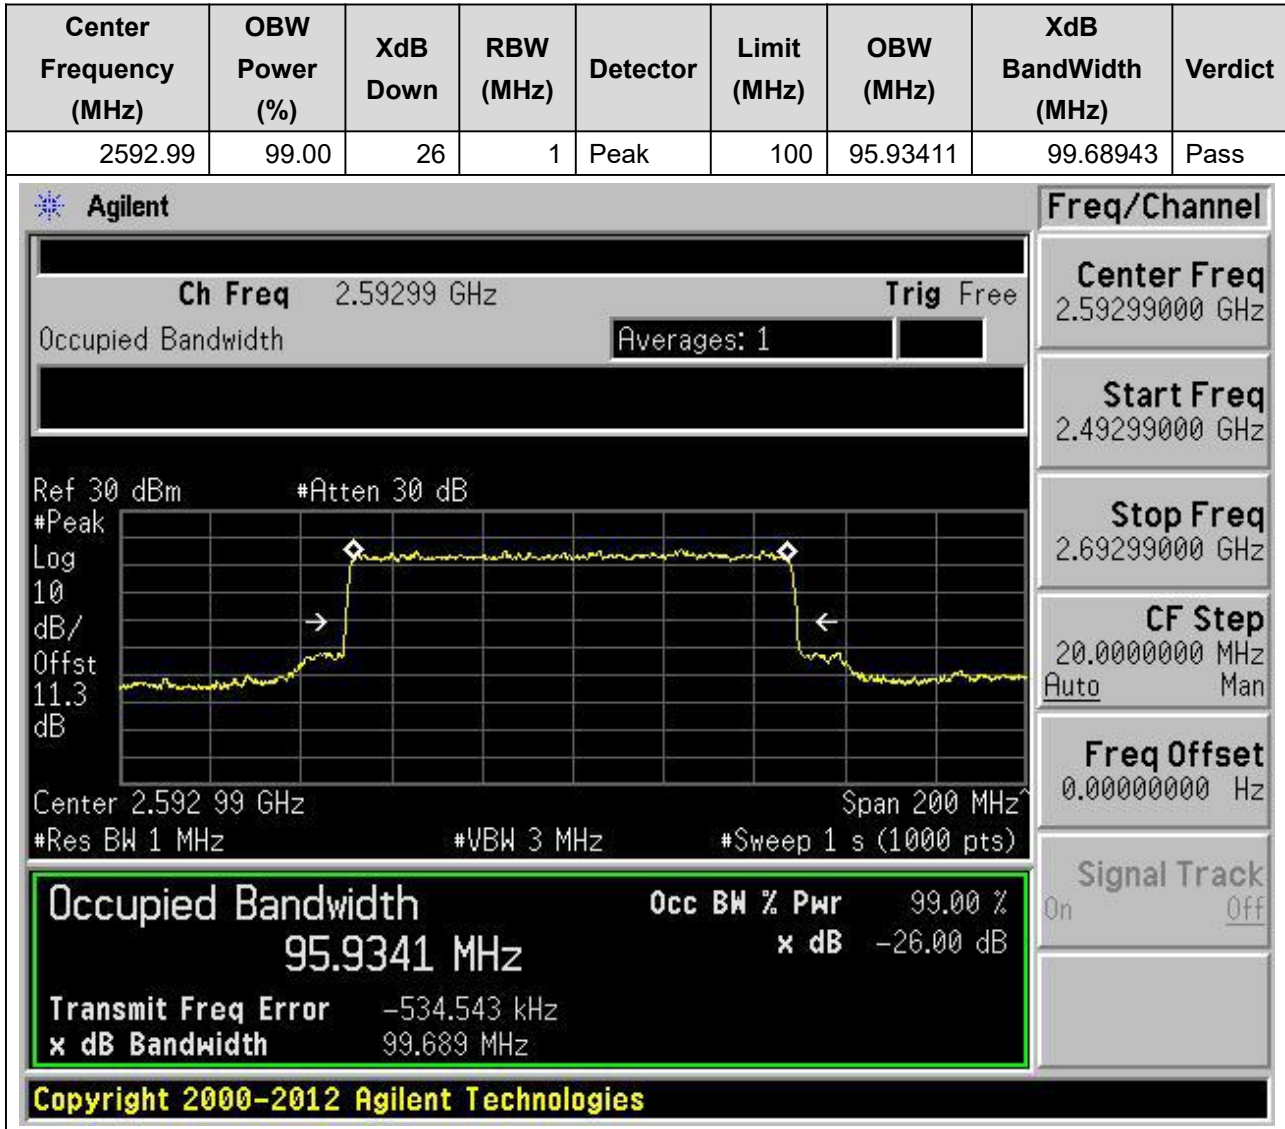 Center Frequency (MHz) OBW Power (%) XdB Down RBW (MHz) Detector Limit (MHz) OBW (MHz) XdB BandWidth (MHz) Verdict
2592.99 99.00 26 1 Peak 100 95.93411 99.68943 Pass
Agilent
Ch Freq 2.59299 GHz Trig Free
Occupied Bandwidth Averages: 1
Ref 30 dBm #Atten 30 dB
#Peak
Log
10
dB/
Offst
11.3
dB
Center 2.592 99 GHz Span 200 MHz^
#Res BW 1 MHz #VBW 3 MHz #Sweep 1 s (1000 pts)
Occupied Bandwidth Occ BW % Pwr 99.00 %
95.9341 MHz x dB -26.00 dB
Transmit Freq Error -534.543 kHz
x dB Bandwidth 99.689 MHz
Copyright 2000-2012 Agilent Technologies
Freq/Channel
Center Freq
2.59299000 GHz
Start Freq
2.49299000 GHz
Stop Freq
2.69299000 GHz
CF Step
20.0000000 MHz
Auto Man
Freq Offset
0.00000000 Hz
Signal Track
On Off